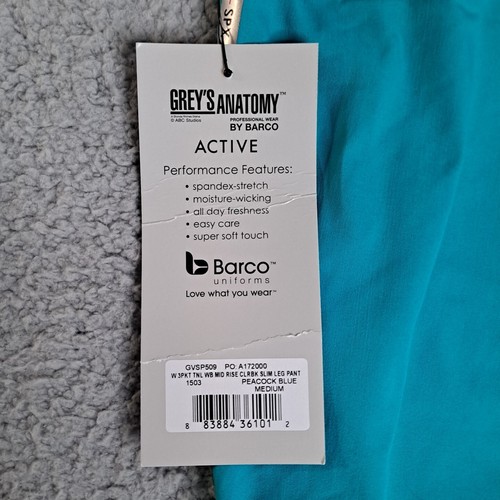 SPX
GREY'S ANATOMY™
© ABC Studios
PROFESSIONAL WEAR
BY BARCO
ACTIVE
Performance Features:
• spandex-stretch
• moisture-wicking
• all day freshness
• easy care
• super soft touch
Barco™
uniforms
Love what you wear™
GVSP509 PO: A172000
W 3PKT TNL WB MID RISE CLRBK SLIM LEG PANT
1503 PEACOCK BLUE
MEDIUM
8 83884 36101 2